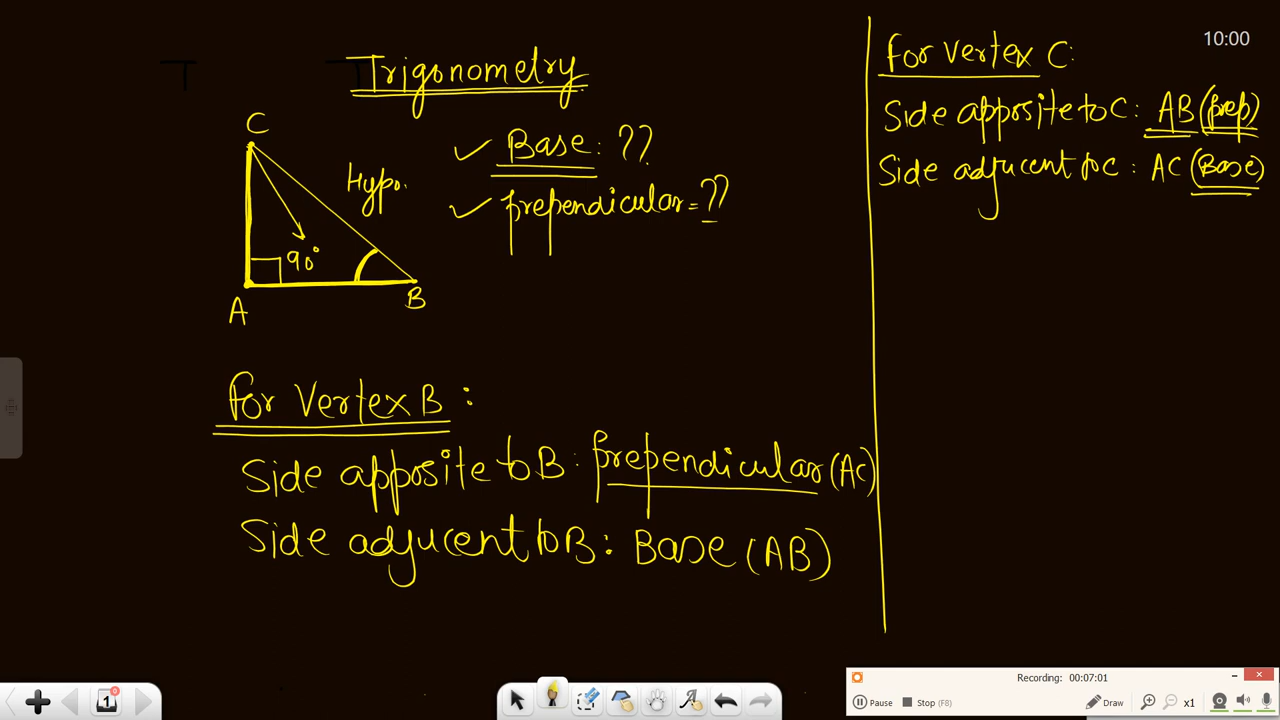 10:00
Trigonometry
C
Hypo.
90°
A
B
Base: ??
prependicular = ??
for Vertex B:
Side apposite to B: prependicular (AC)
Side adjucent to B: Base (AB)
for Vertex C:
Side apposite to C: AB (prep)
Side adjucent to C: AC (Base)
1
0
Recording: 00:07:01
Pause
Stop (F8)
Draw
x1